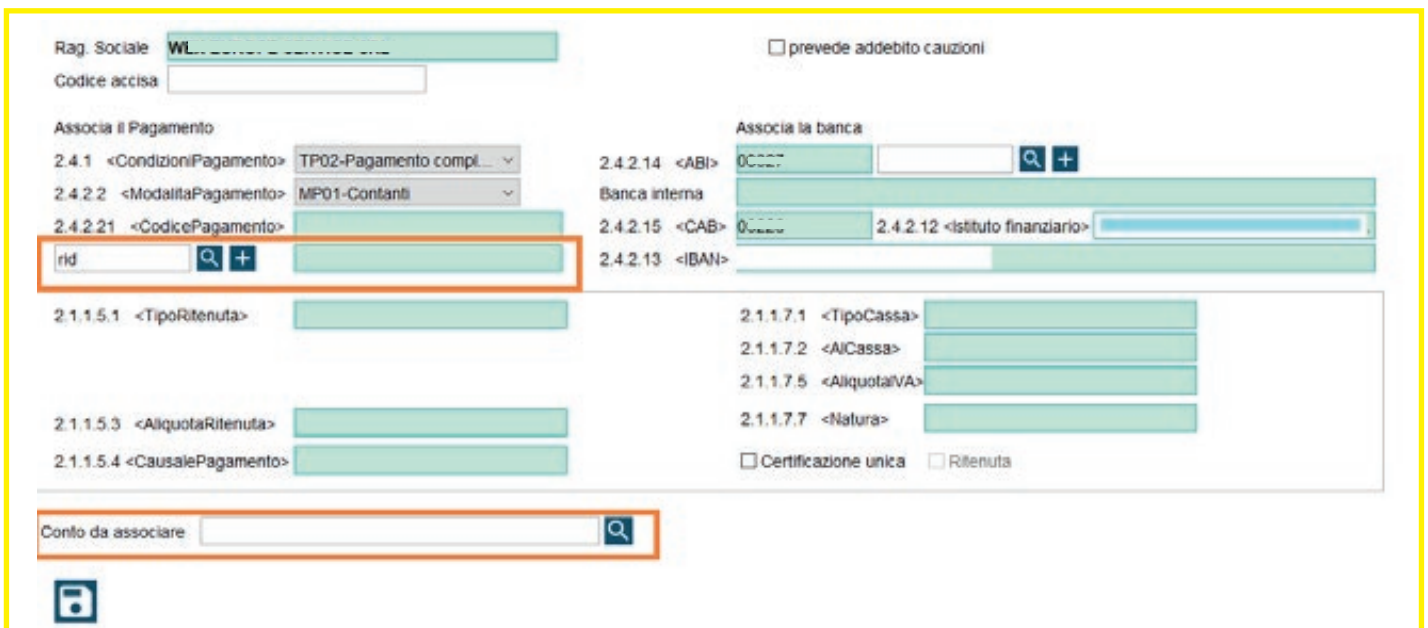 Rag. Sociale
prevede addebito cauzioni
Codice accisa
Associa il Pagamento
Associa la banca
2.4.1 <CondizioniPagamento> TP02-Pagamento compl...
2.4.2.14 <ABI>
2.4.2.2 <ModalitaPagamento> MP01-Contanti
Banca interna
2.4.2.21 <CodicePagamento>
2.4.2.15 <CAB> 2.4.2.12 <Istituto finanziario>
rid
2.4.2.13 <IBAN>
2.1.1.5.1 <TipoRitenuta>
2.1.1.7.1 <TipoCassa>
2.1.1.7.2 <AlCassa>
2.1.1.7.5 <AliquotaIVA>
2.1.1.5.3 <AliquotaRitenuta>
2.1.1.7.7 <Natura>
2.1.1.5.4 <CausalePagamento>
Certificazione unica Ritenuta
Conto da associare